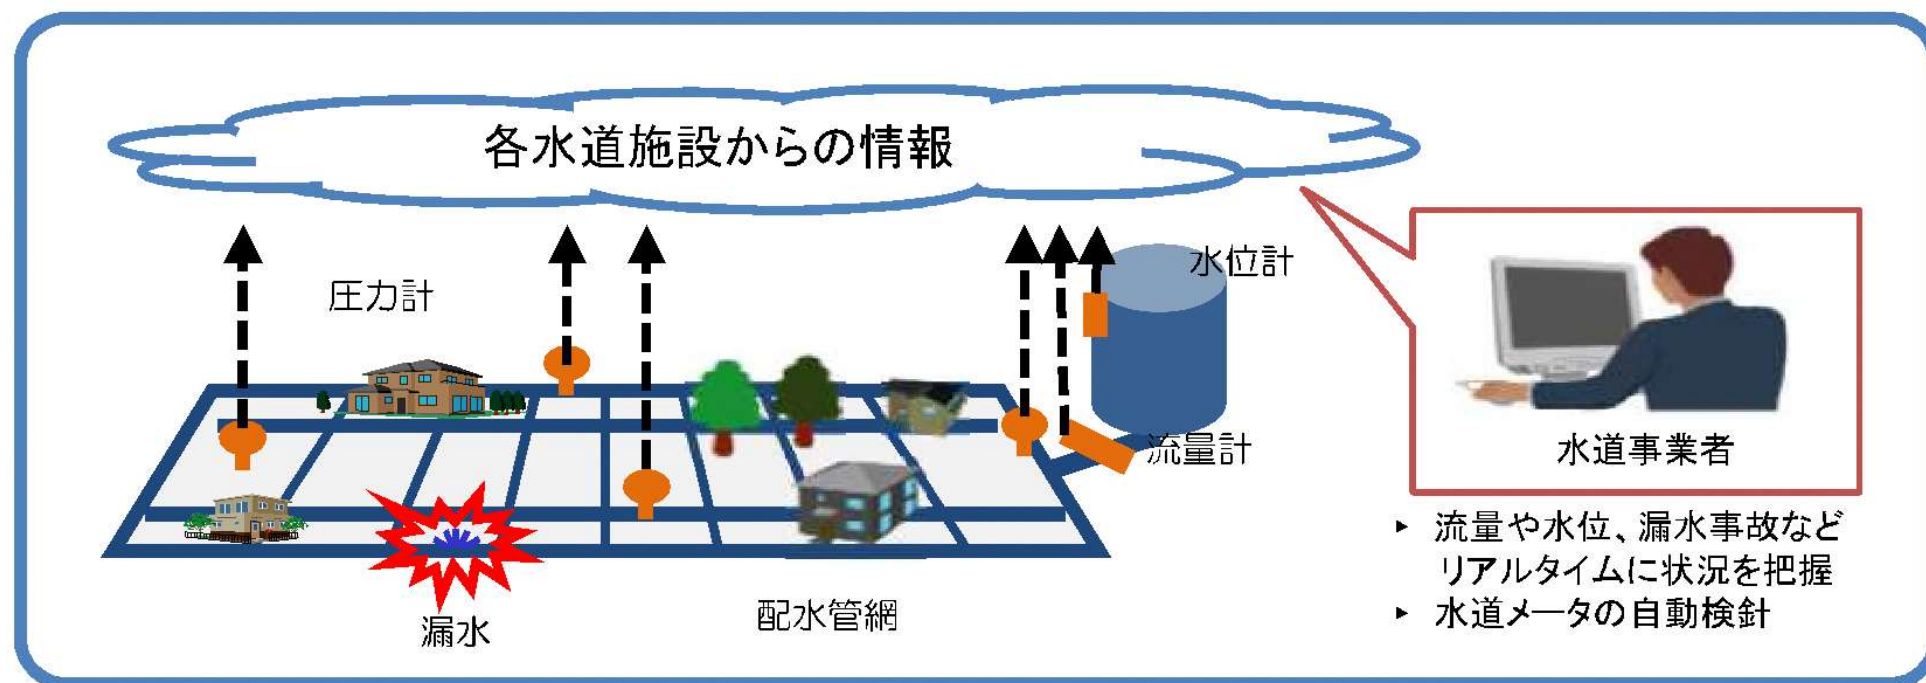 各水道施設からの情報
水位計
圧力計
流量計
水道事業者
▸ 流量や水位、漏水事故など
リアルタイムに状況を把握
▸ 水道メータの自動検針
配水管網
漏水